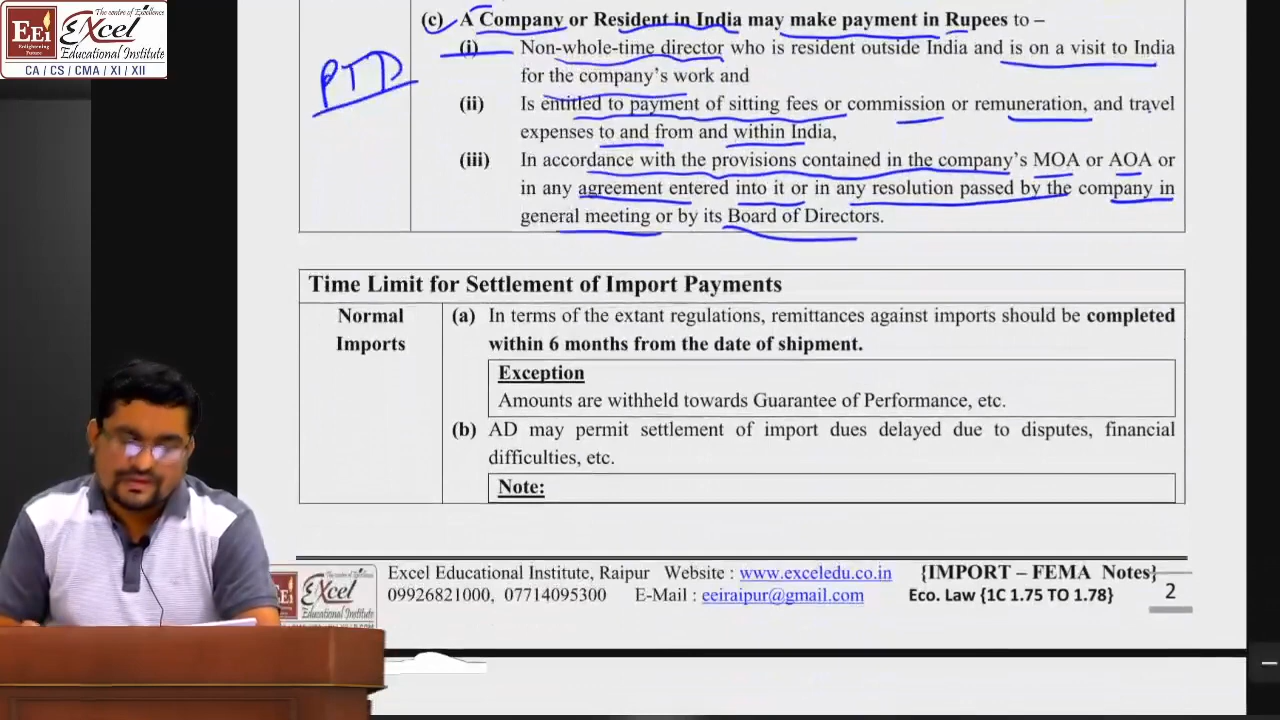 The centre of Excellence
EEi Excel
Enlightening Future
Educational Institute
CA / CS / CMA / XI / XII
PTD
(c) A Company or Resident in India may make payment in Rupees to –
(i) Non-whole-time director who is resident outside India and is on a visit to India
for the company's work and
(ii) Is entitled to payment of sitting fees or commission or remuneration, and travel
expenses to and from and within India,
(iii) In accordance with the provisions contained in the company's MOA or AOA or
in any agreement entered into it or in any resolution passed by the company in
general meeting or by its Board of Directors.
Time Limit for Settlement of Import Payments
Normal
Imports
(a) In terms of the extant regulations, remittances against imports should be completed
within 6 months from the date of shipment.
Exception
Amounts are withheld towards Guarantee of Performance, etc.
(b) AD may permit settlement of import dues delayed due to disputes, financial
difficulties, etc.
Note:
Excel
Educational Institute
Excel Educational Institute, Raipur Website : www.exceledu.co.in
09926821000, 07714095300 E-Mail : eeiraipur@gmail.com
{IMPORT – FEMA Notes}
Eco. Law {1C 1.75 TO 1.78}
2